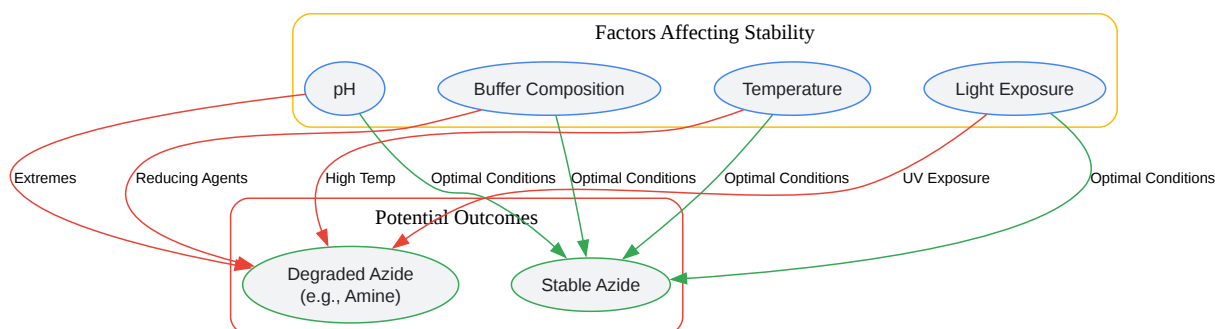 Factors Affecting Stability
pH
Buffer Composition
Temperature
Light Exposure
Extremes
Reducing Agents
High Temp
Optimal Conditions
Optimal Conditions
Optimal Conditions
UV Exposure
Optimal Conditions
Potential Outcomes
Degraded Azide
(e.g., Amine)
Stable Azide